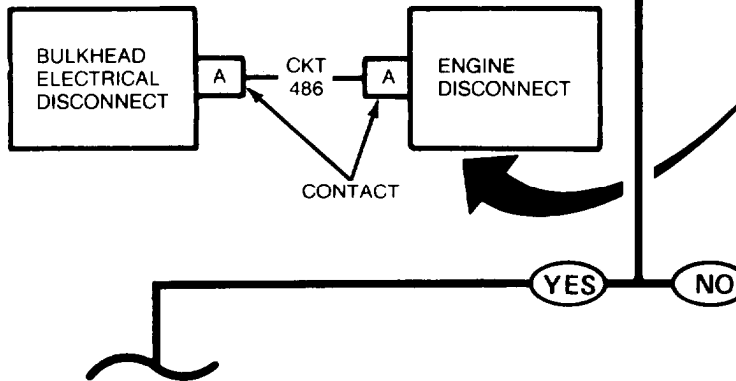 BULKHEAD
ELECTRICAL
DISCONNECT
A
CKT
486
A
ENGINE
DISCONNECT
CONTACT
YES
NO